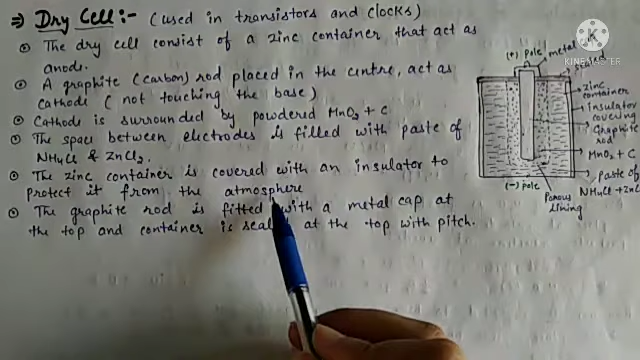 ⇒ Dry Cell:- (used in transistors and clocks)
⊙ The dry cell consist of a zinc container that act as
anode.
⊙ A graphite (carbon) rod placed in the centre, act as
cathode (not touching the base)
⊙ Cathode is surrounded by powdered MnO₂ + C
⊙ The space between electrodes is filled with paste of
NH₄Cl & ZnCl₂.
⊙ The zinc container is covered with an insulator to
protect it from the atmosphere
⊙ The graphite rod is fitted with a metal cap at
the top and container is seal at the top with pitch.
(+) pole
metal
K
KINEMASTER
zinc
container
insulator
covering
Graphite
rod
MnO₂ + C
paste of
NH₄Cl + ZnC
(-) pole
Porous
lining